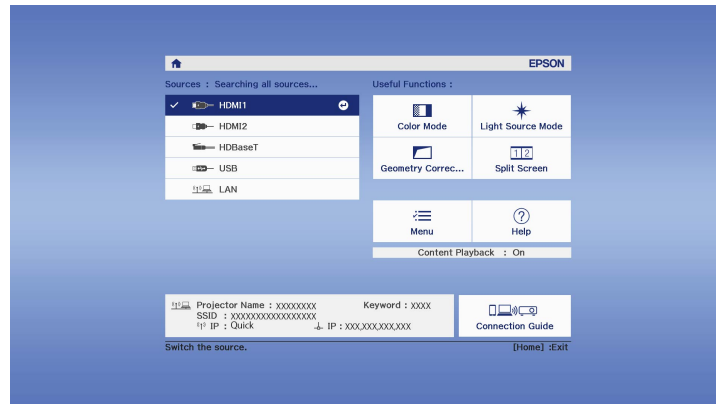 EPSON
Sources : Searching all sources...
HDMI1
HDMI2
HDBaseT
USB
LAN
Useful Functions :
Color Mode
Light Source Mode
Geometry Correc...
1 2
Split Screen
Menu
? Help
Content Playback : On
Projector Name : XXXXXXXX Keyword : XXXX
SSID : XXXXXXXXXXXXXXXXX
IP : Quick IP : XXX,XXX,XXX,XXX
Connection Guide
Switch the source. [Home] :Exit